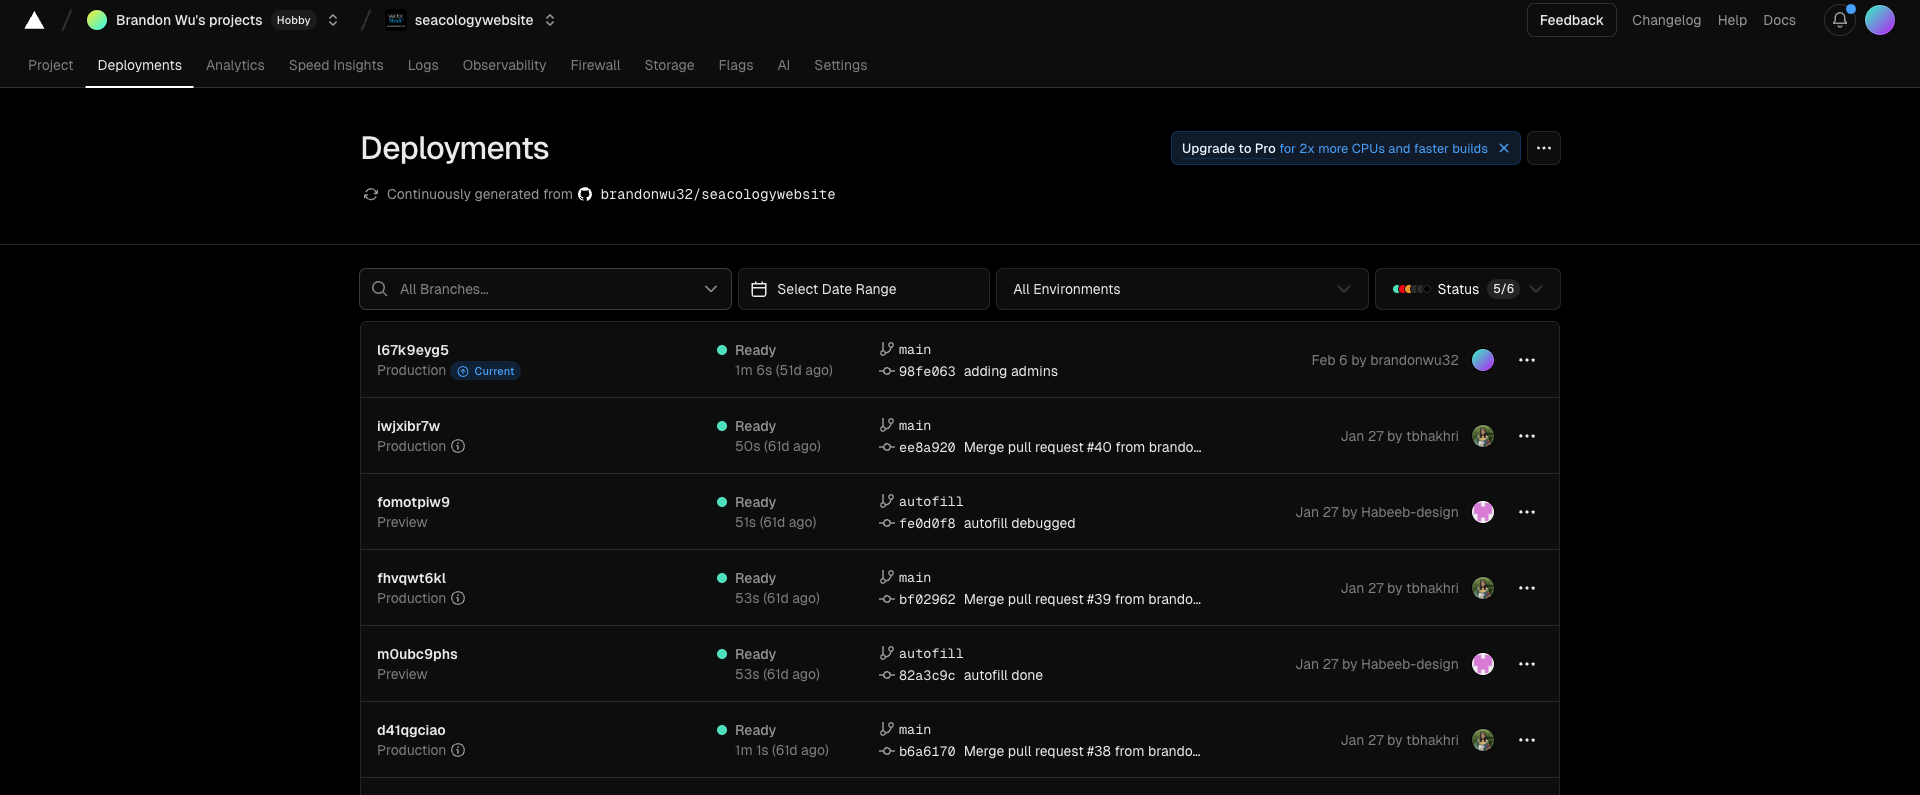 Brandon Wu's projects Hobby seacologywebsite Feedback Changelog Help Docs
Project Deployments Analytics Speed Insights Logs Observability Firewall Storage Flags AI Settings
Deployments
Upgrade to Pro for 2x more CPUs and faster builds
Continuously generated from brandonwu32/seacologywebsite
All Branches... Select Date Range All Environments Status 5/6
l67k9eyg5 Ready main
Production Current 1m 6s (51d ago) 98fe063 adding admins
Feb 6 by brandonwu32
iwjxibr7w Ready main
Production 50s (61d ago) ee8a920 Merge pull request #40 from brando...
Jan 27 by tbhakhri
fomotpiw9 Ready autofill
Preview 51s (61d ago) fe0d0f8 autofill debugged
Jan 27 by Habeeb-design
fhvqwt6kl Ready main
Production 53s (61d ago) bf02962 Merge pull request #39 from brando...
Jan 27 by tbhakhri
m0ubc9phs Ready autofill
Preview 53s (61d ago) 82a3c9c autofill done
Jan 27 by Habeeb-design
d41qgciao Ready main
Production 1m 1s (61d ago) b6a6170 Merge pull request #38 from brando...
Jan 27 by tbhakhri